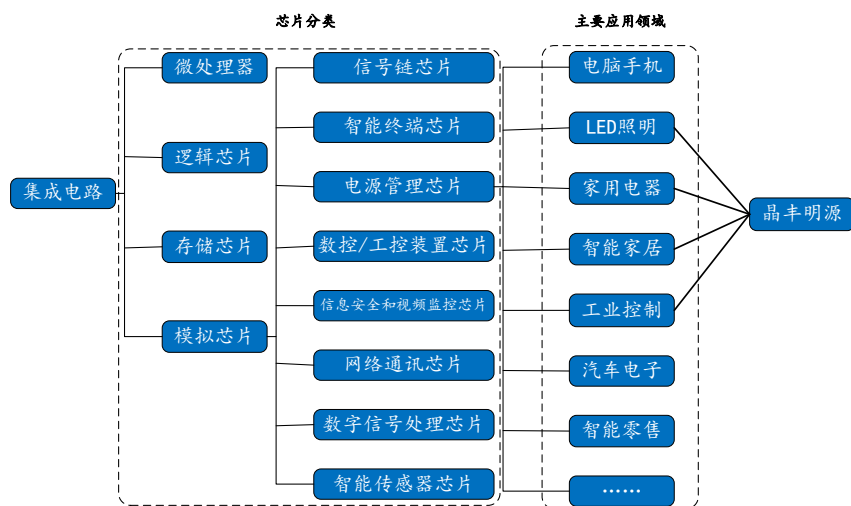 芯片分类
主要应用领域
集成电路
微处理器
逻辑芯片
存储芯片
模拟芯片
信号链芯片
智能终端芯片
电源管理芯片
数控/工控装置芯片
信息安全和视频监控芯片
网络通讯芯片
数字信号处理芯片
智能传感器芯片
电脑手机
LED照明
家用电器
智能家居
工业控制
汽车电子
智能零售
……
晶丰明源